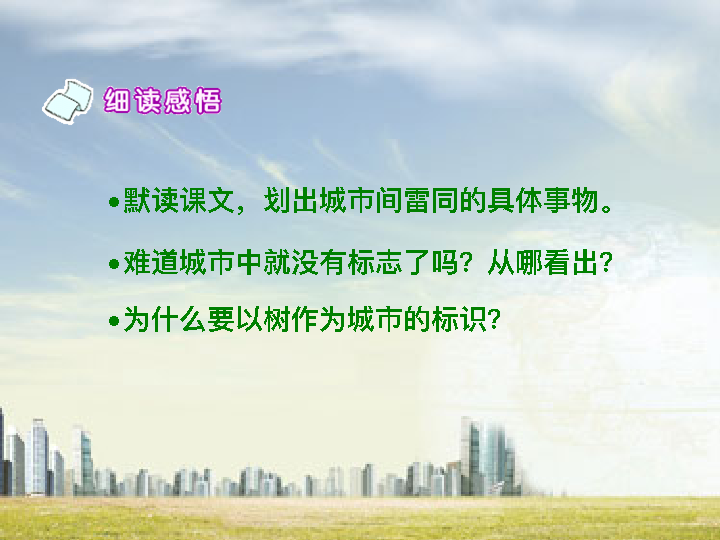 细读感悟
•默读课文，划出城市间雷同的具体事物。
•难道城市中就没有标志了吗？从哪看出？
•为什么要以树作为城市的标识？